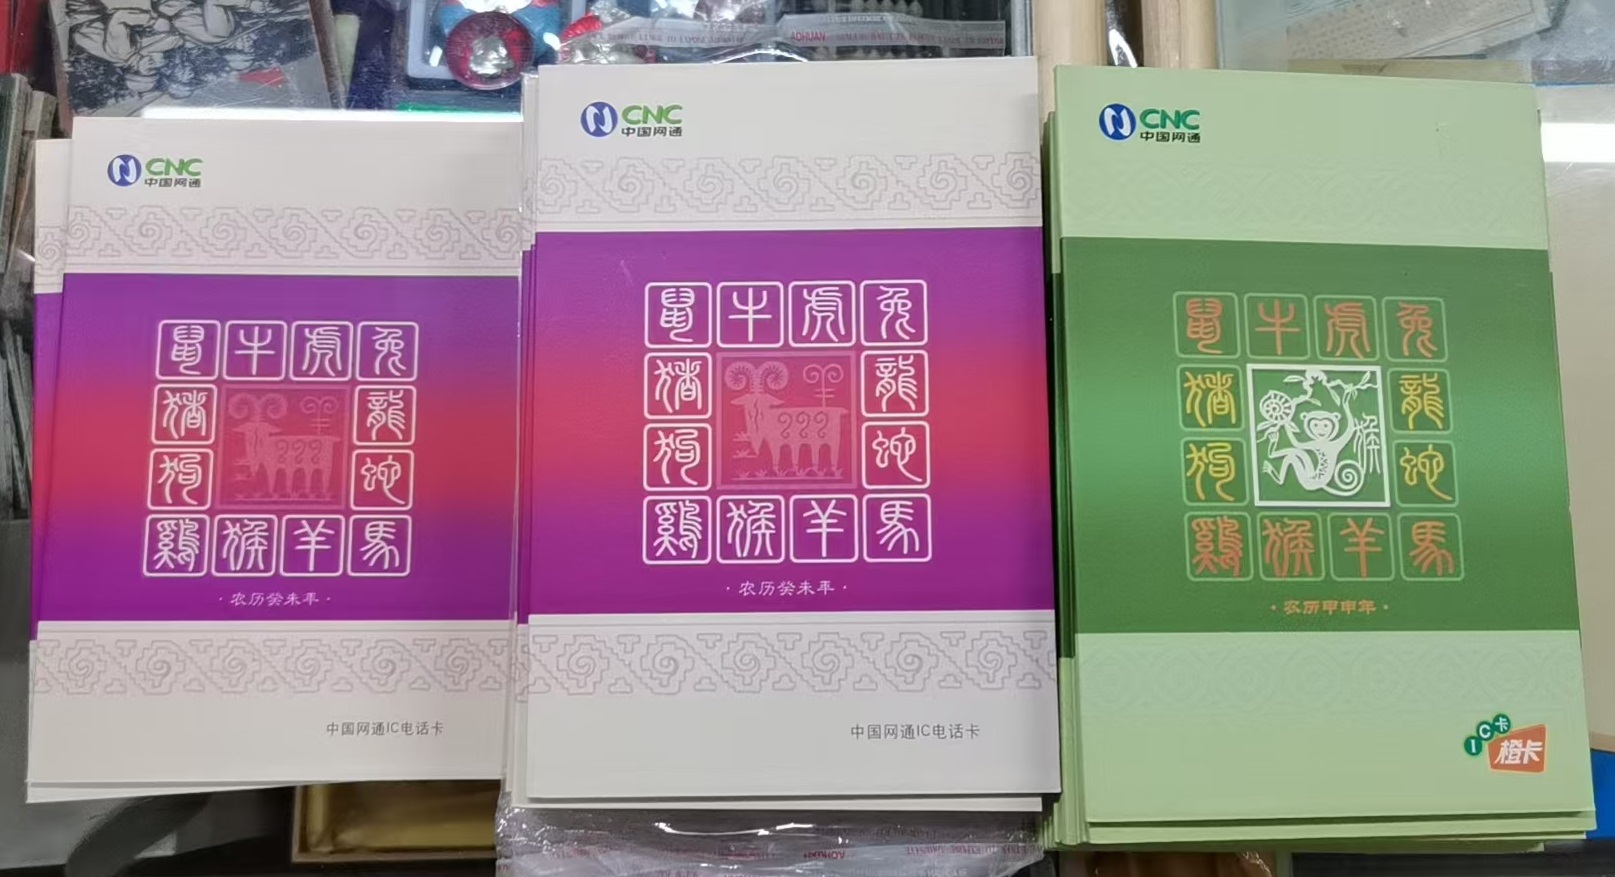 CNC
中国网通
鼠牛虎兔
猪龍
狗蛇
鷄猴羊馬
·农历癸未年·
中国网通IC电话卡
CNC
中国网通
鼠牛虎兔
猪龍
狗蛇
鷄猴羊馬
·农历癸未年·
中国网通IC电话卡
CNC
中国网通
鼠牛虎兔
猪龍
猴
狗蛇
鷄猴羊馬
·农历甲申年·
IC卡
橙卡
AOHUAN